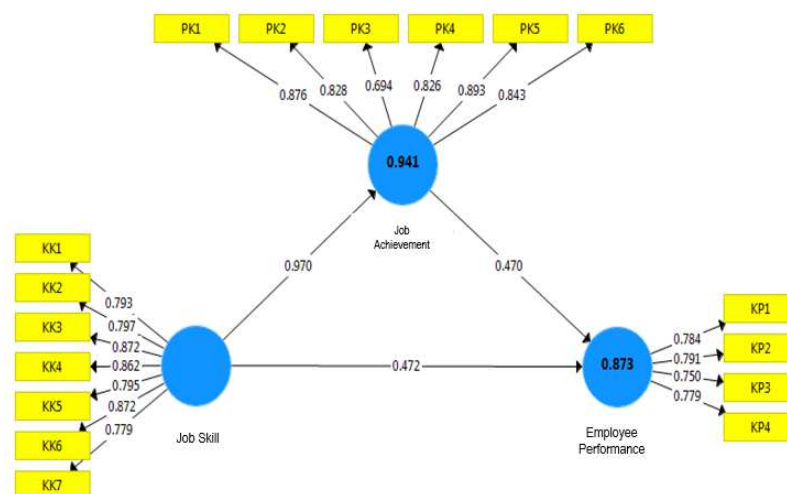 PK1 PK2 PK3 PK4 PK5 PK6
0.876 0.828 0.694 0.826 0.893 0.843
0.941
Job
Achievement
KK1
KK2
KK3
KK4
KK5
KK6
KK7
0.793
0.797
0.872
0.862
0.795
0.872
0.779
Job Skill
0.970
0.470
0.472
0.873
Employee
Performance
0.784
0.791
0.750
0.779
KP1
KP2
KP3
KP4